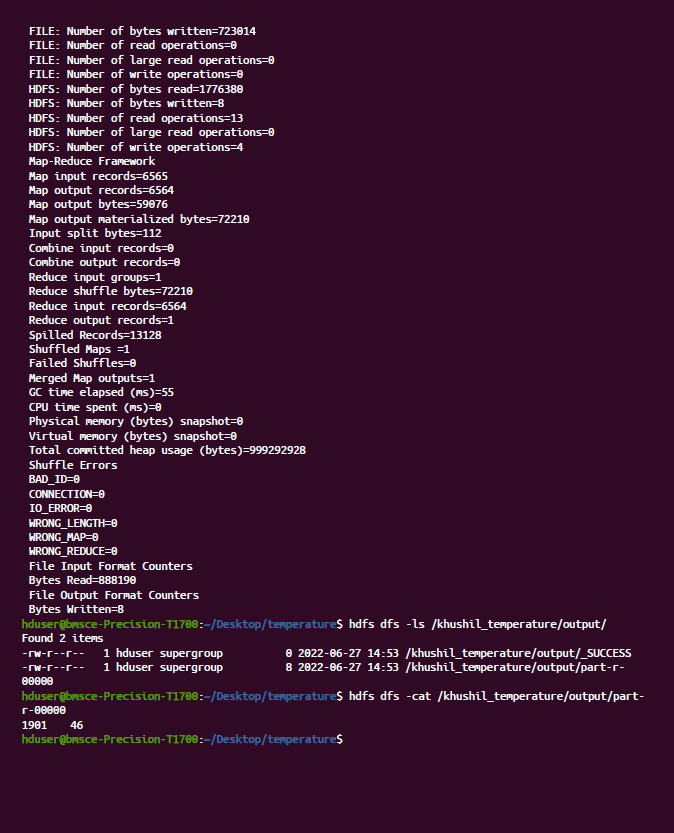 FILE: Number of bytes written=723014
FILE: Number of read operations=0
FILE: Number of large read operations=0
FILE: Number of write operations=0
HDFS: Number of bytes read=1776380
HDFS: Number of bytes written=8
HDFS: Number of read operations=13
HDFS: Number of large read operations=0
HDFS: Number of write operations=4
Map-Reduce Framework
Map input records=6565
Map output records=6564
Map output bytes=59076
Map output materialized bytes=72210
Input split bytes=112
Combine input records=0
Combine output records=0
Reduce input groups=1
Reduce shuffle bytes=72210
Reduce input records=6564
Reduce output records=1
Spilled Records=13128
Shuffled Maps =1
Failed Shuffles=0
Merged Map outputs=1
GC time elapsed (ms)=55
CPU time spent (ms)=0
Physical memory (bytes) snapshot=0
Virtual memory (bytes) snapshot=0
Total committed heap usage (bytes)=999292928
Shuffle Errors
BAD_ID=0
CONNECTION=0
IO_ERROR=0
WRONG_LENGTH=0
WRONG_MAP=0
WRONG_REDUCE=0
File Input Format Counters
Bytes Read=888190
File Output Format Counters
Bytes Written=8
hduser@bmsce-Precision-T1700:~/Desktop/temperature$ hdfs dfs -ls /khushil_temperature/output/
Found 2 items
-rw-r--r--   1 hduser supergroup          0 2022-06-27 14:53 /khushil_temperature/output/_SUCCESS
-rw-r--r--   1 hduser supergroup          8 2022-06-27 14:53 /khushil_temperature/output/part-r-
00000
hduser@bmsce-Precision-T1700:~/Desktop/temperature$ hdfs dfs -cat /khushil_temperature/output/part-
r-00000
1901    46
hduser@bmsce-Precision-T1700:~/Desktop/temperature$